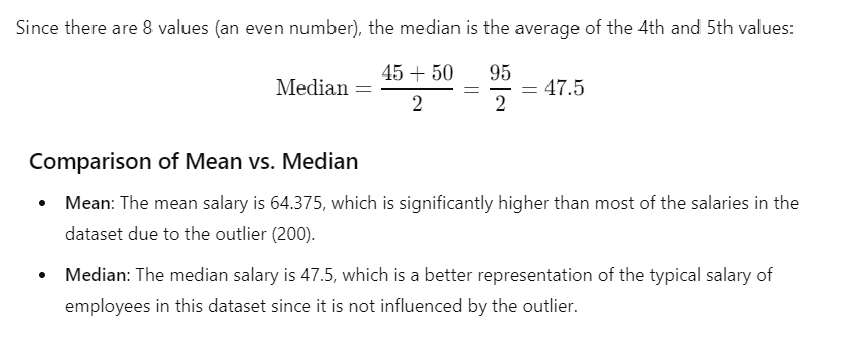 Since there are 8 values (an even number), the median is the average of the 4th and 5th values:
Median = \frac{45 + 50}{2} = \frac{95}{2} = 47.5
Comparison of Mean vs. Median
• Mean: The mean salary is 64.375, which is significantly higher than most of the salaries in the
dataset due to the outlier (200).
• Median: The median salary is 47.5, which is a better representation of the typical salary of
employees in this dataset since it is not influenced by the outlier.